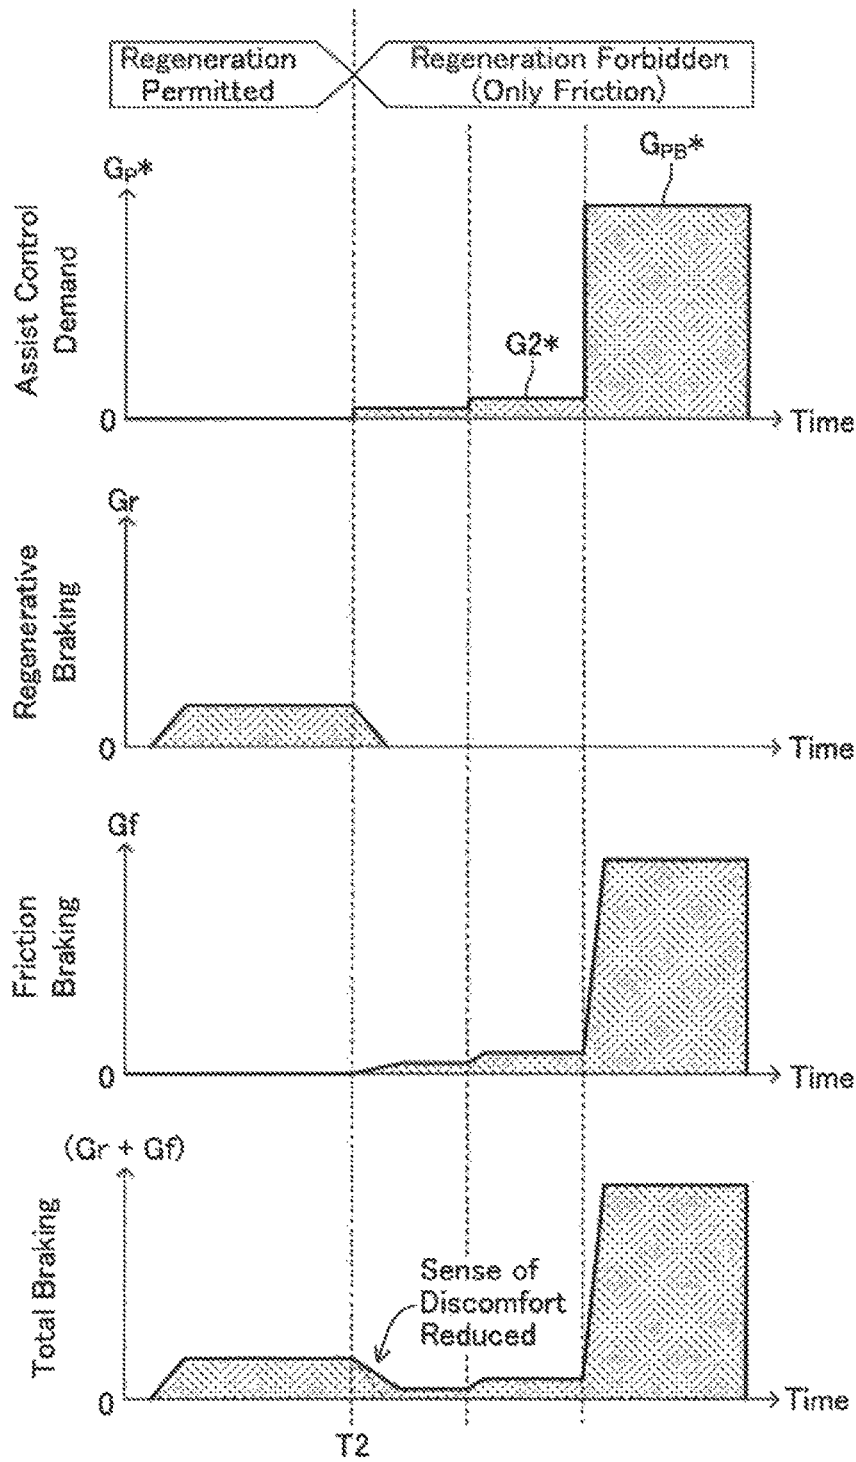 Regeneration
Permitted
Regeneration Forbidden
(Only Friction)
GP*
GPB*
G2*
Assist Control
Demand
0
Time
Gr
Regenerative
Braking
0
Time
Gf
Friction
Braking
0
Time
(Gr + Gf)
Total Braking
Sense of
Discomfort
Reduced
0
Time
T2